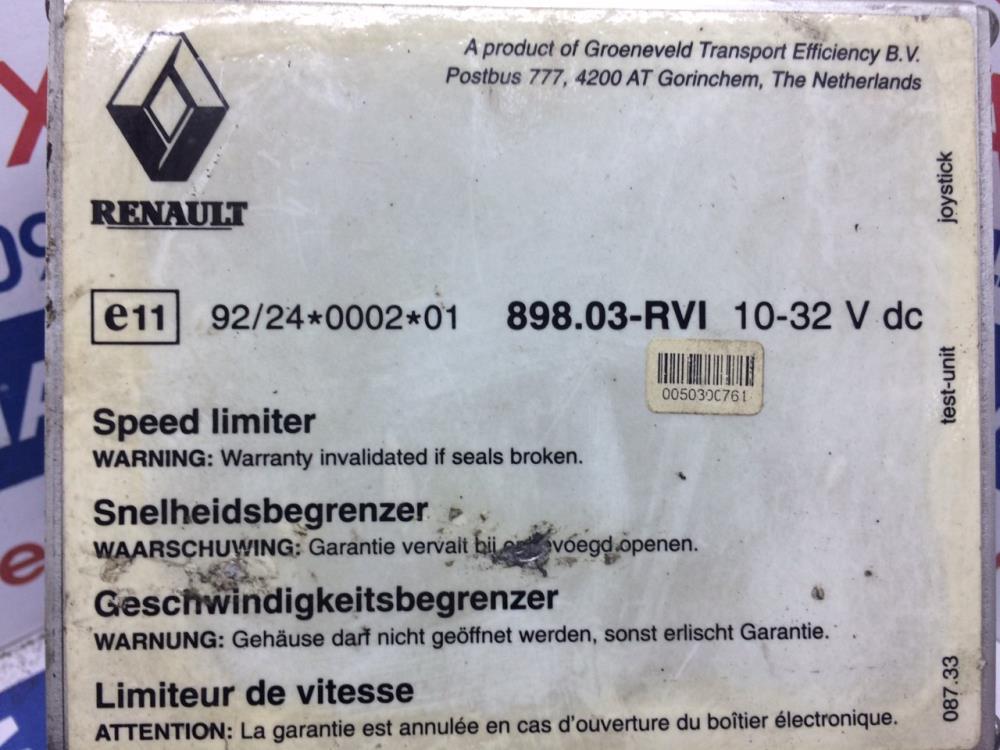 A product of Groeneveld Transport Efficiency B.V.
Postbus 777, 4200 AT Gorinchem, The Netherlands
RENAULT
joystick
e11 92/24*0002*01 898.03-RVI 10-32 V dc
test-unit
Speed limiter
WARNING: Warranty invalidated if seals broken.
Snelheidsbegrenzer
WAARSCHUWING: Garantie vervalt bij openen.
Geschwindigkeitsbegrenzer
WARNUNG: Gehäuse darf nicht geöffnet werden, sonst erlischt Garantie.
087.33
Limiteur de vitesse
ATTENTION: La garantie est annulée en cas d'ouverture du boîtier électronique.